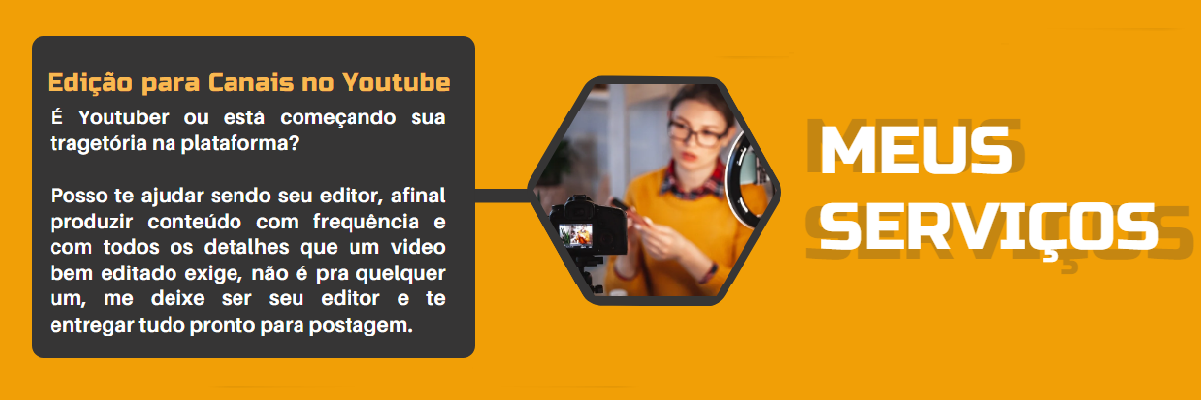 Edição para Canais no Youtube
É Youtuber ou está começando sua
tragetória na plataforma?
Posso te ajudar sendo seu editor, afinal
produzir conteúdo com frequência e
com todos os detalhes que um video
bem editado exige, não é pra quelquer
um, me deixe ser seu editor e te
entregar tudo pronto para postagem.
MEUS
SERVIÇOS